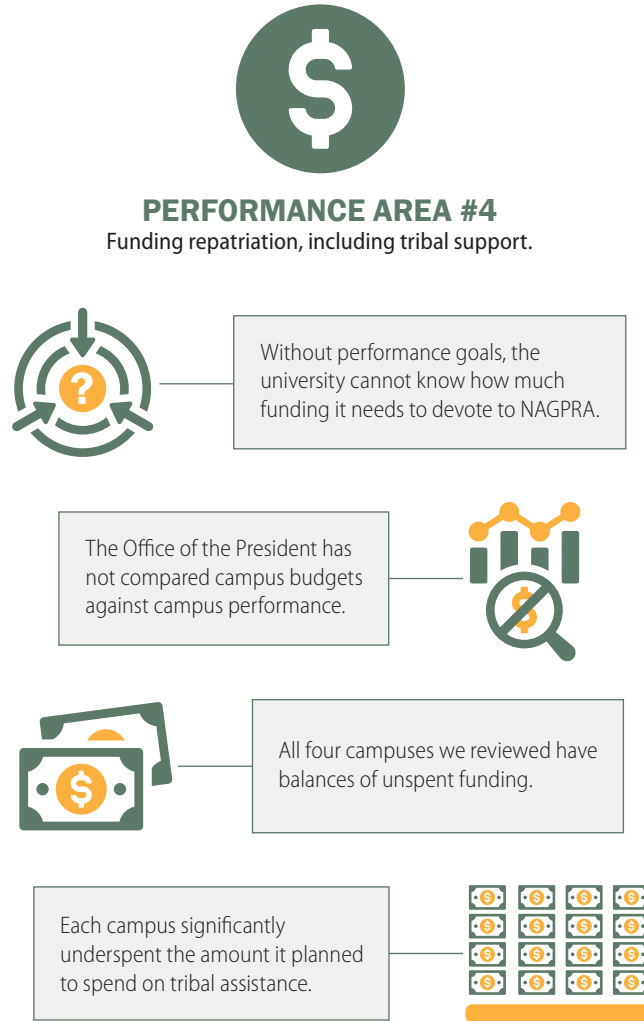 $
PERFORMANCE AREA #4
Funding repatriation, including tribal support.
?
Without performance goals, the
university cannot know how much
funding it needs to devote to NAGPRA.
The Office of the President has
not compared campus budgets
against campus performance.
$
$
All four campuses we reviewed have
balances of unspent funding.
Each campus significantly
underspent the amount it planned
to spend on tribal assistance.
$ $ $ $
$ $ $ $
$ $ $ $
$ $ $ $